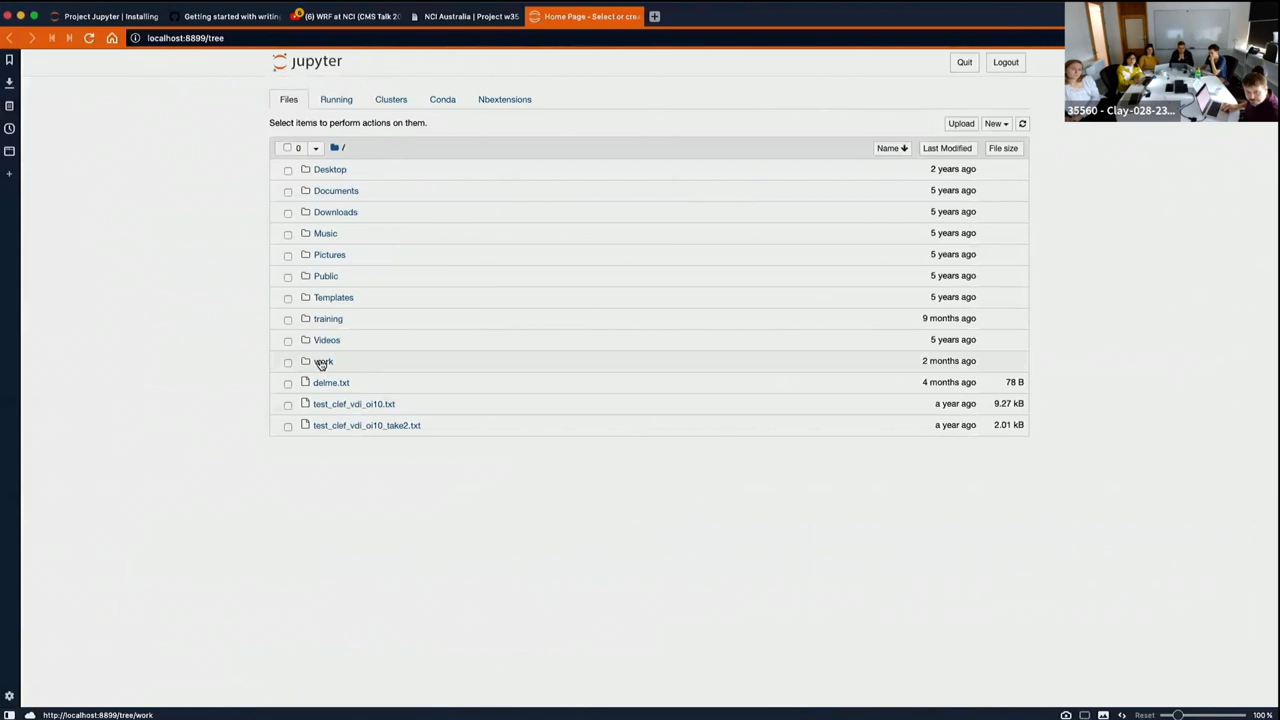 Project Jupyter | Installing
Getting started with writing
6
(6) WRF at NCI (CMS Talk 20
NCI Australia | Project w35
Home Page - Select or crea
localhost:8899/tree
jupyter
Quit
Logout
Files
Running
Clusters
Conda
Nbextensions
Select items to perform actions on them.
Upload
New
0
/
Name
Last Modified
File size
Desktop
2 years ago
Documents
5 years ago
Downloads
5 years ago
Music
5 years ago
Pictures
5 years ago
Public
5 years ago
Templates
5 years ago
training
9 months ago
Videos
5 years ago
work
2 months ago
delme.txt
4 months ago
78 B
test_clef_vdi_oi10.txt
a year ago
9.27 kB
test_clef_vdi_oi10_take2.txt
a year ago
2.01 kB
35560 - Clay-028-23...
http://localhost:8899/tree/work
Reset
100 %